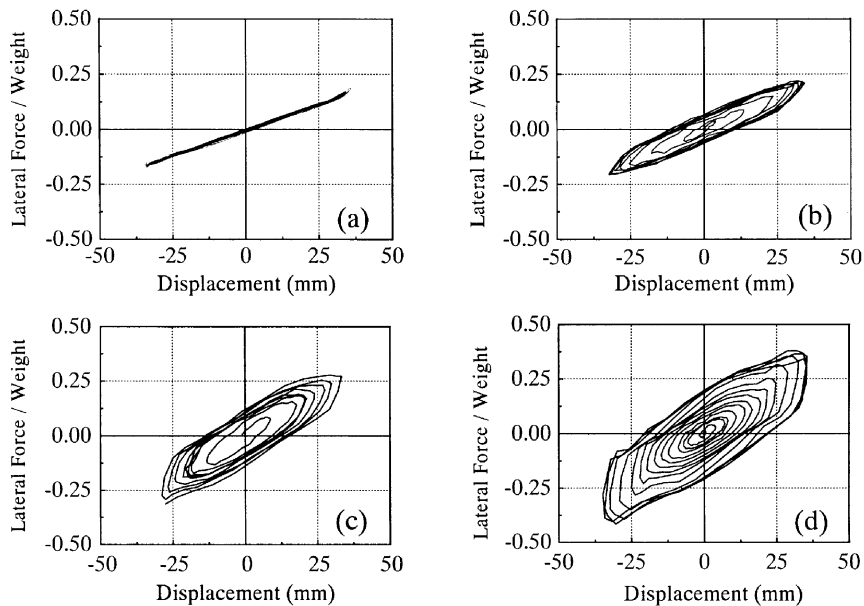 0.50
0.25
0.00
-0.25
-0.50
Lateral Force / Weight
(a)
-50 -25 0 25 50
Displacement (mm)
0.50
0.25
0.00
-0.25
-0.50
Lateral Force / Weight
(b)
-50 -25 0 25 50
Displacement (mm)
0.50
0.25
0.00
-0.25
-0.50
Lateral Force / Weight
(c)
-50 -25 0 25 50
Displacement (mm)
0.50
0.25
0.00
-0.25
-0.50
Lateral Force / Weight
(d)
-50 -25 0 25 50
Displacement (mm)